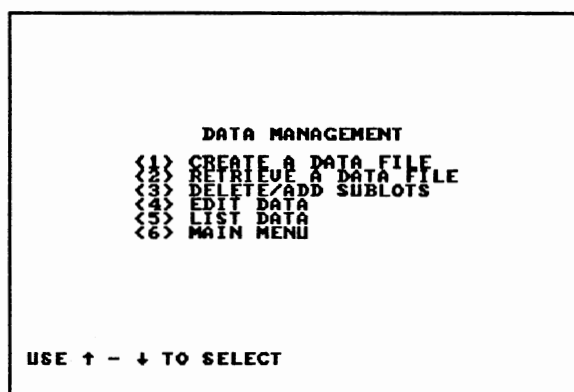 DATA MANAGEMENT
<1> CREATE A DATA FILE
<2> RETRIEVE A DATA FILE
<3> DELETE/ADD SUBLOTS
<4> EDIT DATA
<5> LIST DATA
<6> MAIN MENU
USE ↑ - ↓ TO SELECT